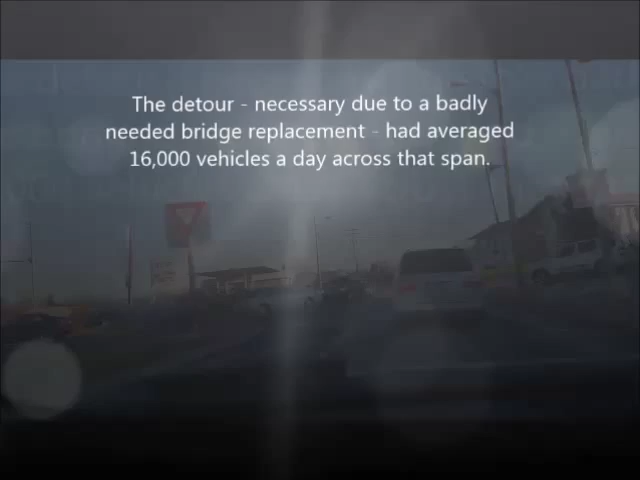 The detour - necessary due to a badly
needed bridge replacement - had averaged
16,000 vehicles a day across that span.